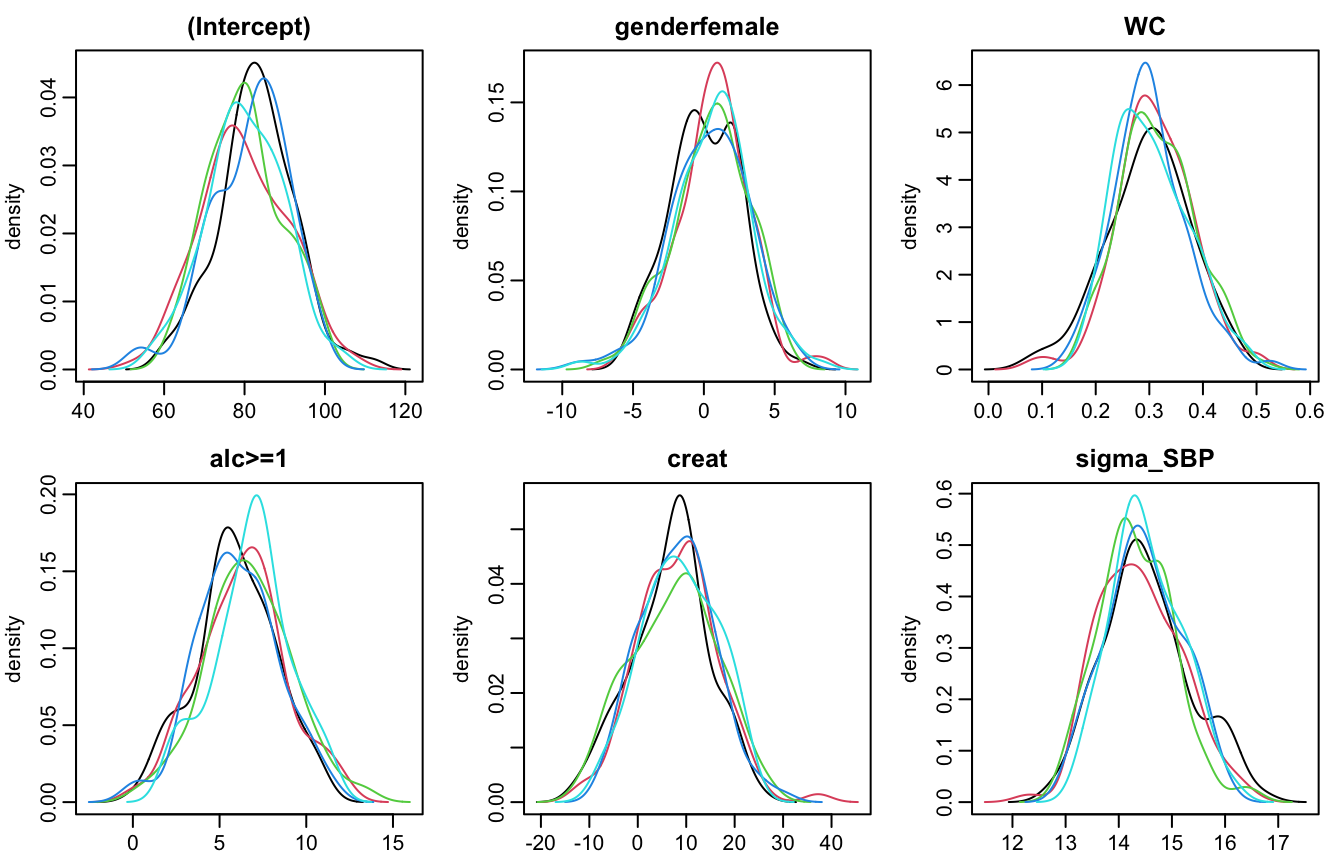 (Intercept)
density
0.00 0.01 0.02 0.03 0.04
40 60 80 100 120
genderfemale
density
0.00 0.05 0.10 0.15
-10 -5 0 5 10
WC
density
0 1 2 3 4 5 6
0.0 0.1 0.2 0.3 0.4 0.5 0.6
alc>=1
density
0.00 0.05 0.10 0.15 0.20
0 5 10 15
creat
density
0.00 0.02 0.04
-20 -10 0 10 20 30 40
sigma_SBP
density
0.0 0.1 0.2 0.3 0.4 0.5 0.6
12 13 14 15 16 17